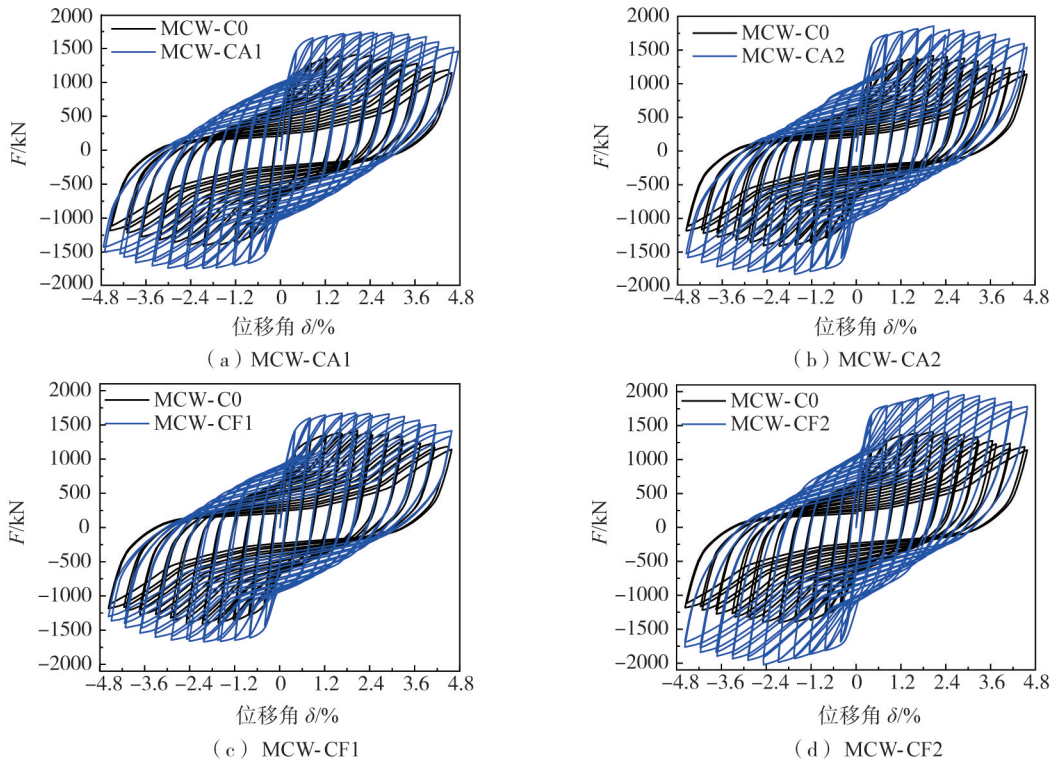 2000
1750
1000
500
0
-500
-1000
-1500
2000
F/kN
MCW-C0
MCW-CA1
-4.8 -3.6 -2.4 -1.2 0 1.2 2.4 3.6 4.8
位移角 δ/%
(a) MCW-CA1
2000
1500
1000
500
0
-500
-1000
-1500
-2000
F/kN
MCW-C0
MCW-CA2
-4.8 -3.6 -2.4 -1.2 0 1.2 2.4 3.6 4.8
位移角 δ/%
(b) MCW-CA2
2000
1500
1000
500
0
-500
-1000
-1500
-2000
F/kN
MCW-C0
MCW-CF1
-4.8 -3.6 -2.4 -1.2 0 1.2 2.4 3.6 4.8
位移角 δ/%
(c) MCW-CF1
2000
1500
1000
500
0
-500
-1000
-1500
-2000
F/kN
MCW-C0
MCW-CF2
-4.8 -3.6 -2.4 -1.2 0 1.2 2.4 3.6 4.8
位移角 δ/%
(d) MCW-CF2